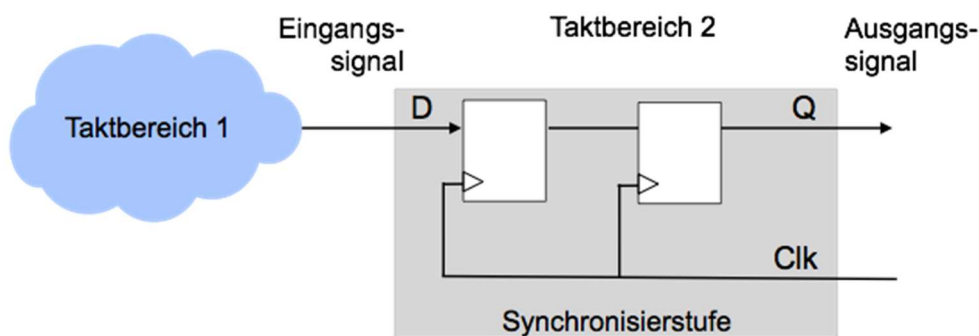 Eingangs-
signal
Taktbereich 2
Ausgangs-
signal
Taktbereich 1
D
Q
Clk
Synchronisierstufe